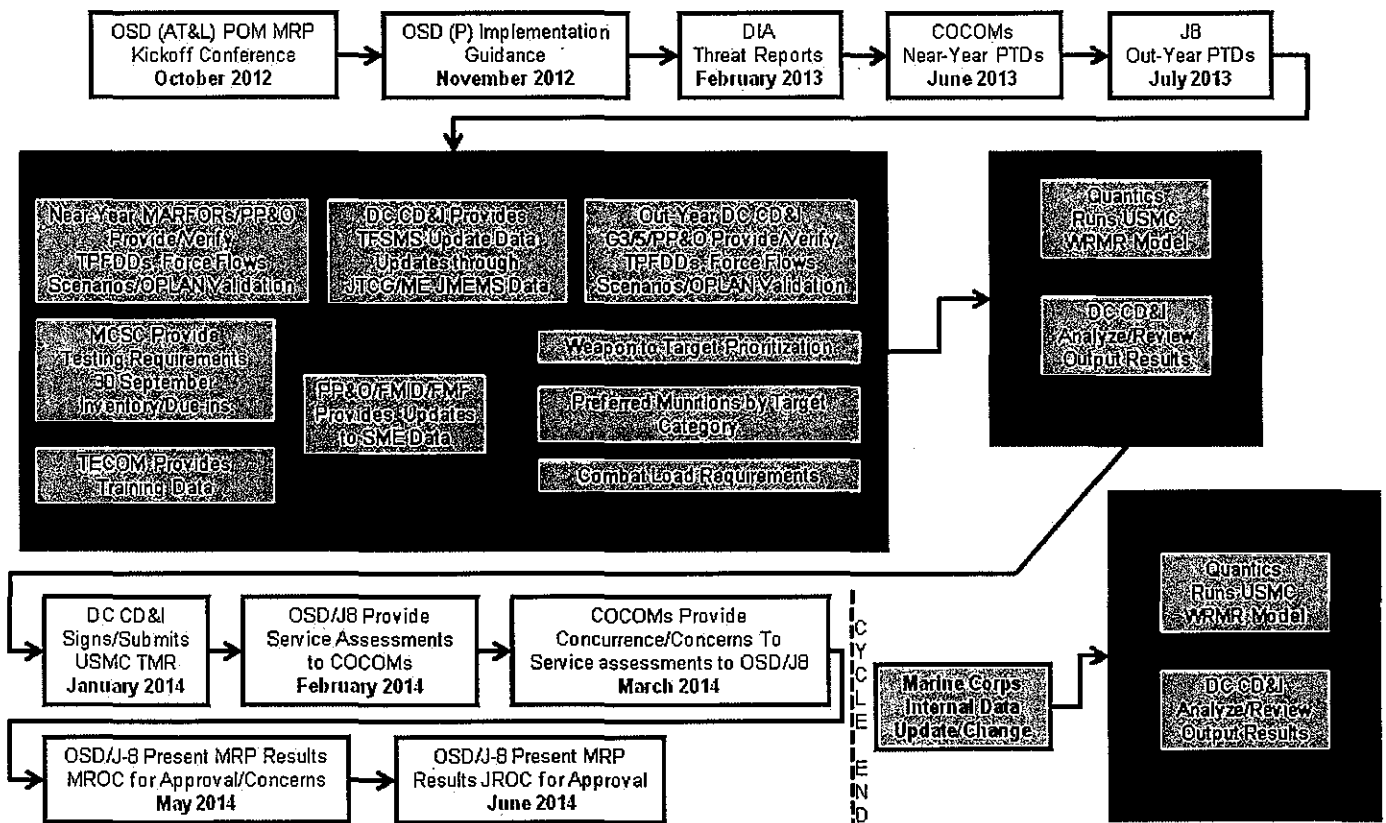 OSD (AT&L) POM MRP
Kickoff Conference
October 2012
OSD (P) Implementation
Guidance
November 2012
DIA
Threat Reports
February 2013
COCOMs
Near-Year PTDs
June 2013
J8
Out-Year PTDs
July 2013
Near-Year MARFORs/PP&O
Provide/Verify
TPFDDs, Force Flows
Scenarios/OPLAN Validation
DC CD&I Provides
TFSMS Update Data
Updates through
JTCG/ME JMEMS Data
Out-Year DC CD&I
G3/5/PP&O Provide/Verify
TPFDDs, Force Flows
Scenarios/OPLAN Validation
MCSC Provide
Testing Requirements
30 September
Inventory/Due-ins
PP&O/FMID/FMF
Provides Updates
to SME Data
Weapon to Target Prioritization
Preferred Munitions by Target
Category
TECOM Provides
Training Data
Combat Load Requirements
Quantics
Runs USMC
WRMR Model
DC CD&I
Analyze/Review
Output Results
DC CD&I
Signs/Submits
USMC TMR
January 2014
OSD/J8 Provide
Service Assessments
to COCOMs
February 2014
COCOMs Provide
Concurrence/Concerns To
Service assessments to OSD/J8
March 2014
OSD/J-8 Present MRP Results
MROC for Approval/Concerns
May 2014
OSD/J-8 Present MRP
Results JROC for Approval
June 2014
CYCLE END
Marine Corps
Internal Data
Update/Change
Quantics
Runs USMC
WRMR Model
DC CD&I
Analyze/Review
Output Results